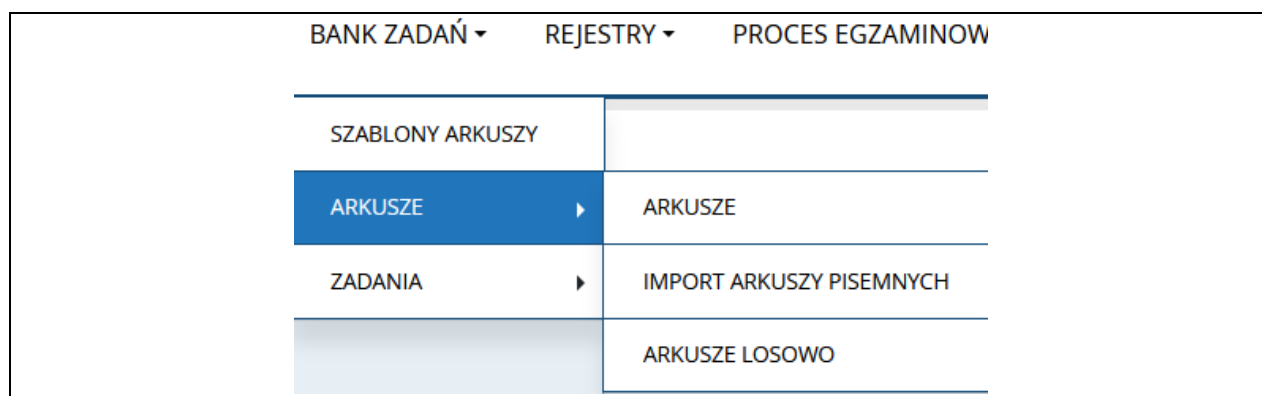 BANK ZADAŃ REJESTRY PROCES EGZAMINOW
SZABLONY ARKUSZY
ARKUSZE ARKUSZE
ZADANIA IMPORT ARKUSZY PISEMNYCH
ARKUSZE LOSOWO